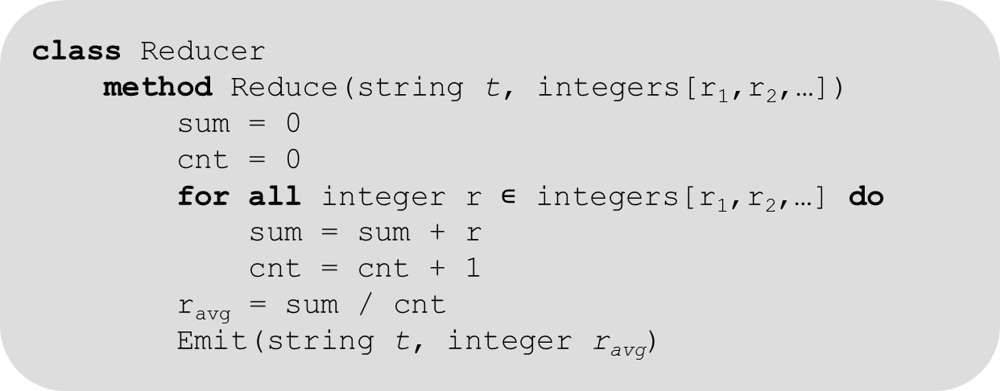 class Reducer
method Reduce(string t, integers[r₁,r₂,…])
sum = 0
cnt = 0
for all integer r ∈ integers[r₁,r₂,…] do
sum = sum + r
cnt = cnt + 1
r_avg = sum / cnt
Emit(string t, integer r_avg)